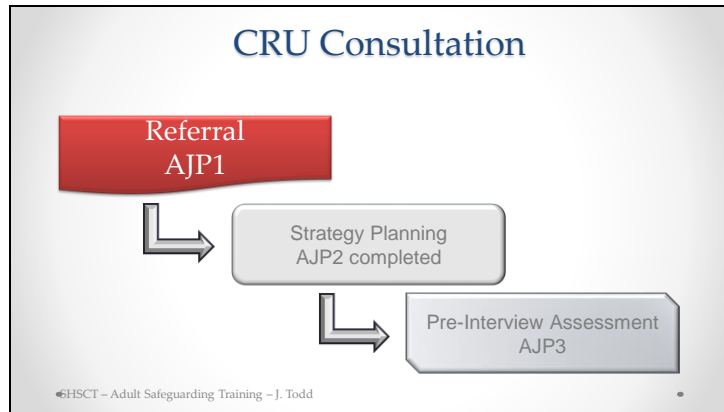 CRU Consultation
Referral
AJP1
Strategy Planning
AJP2 completed
Pre-Interview Assessment
AJP3
SHSCT – Adult Safeguarding Training – J. Todd